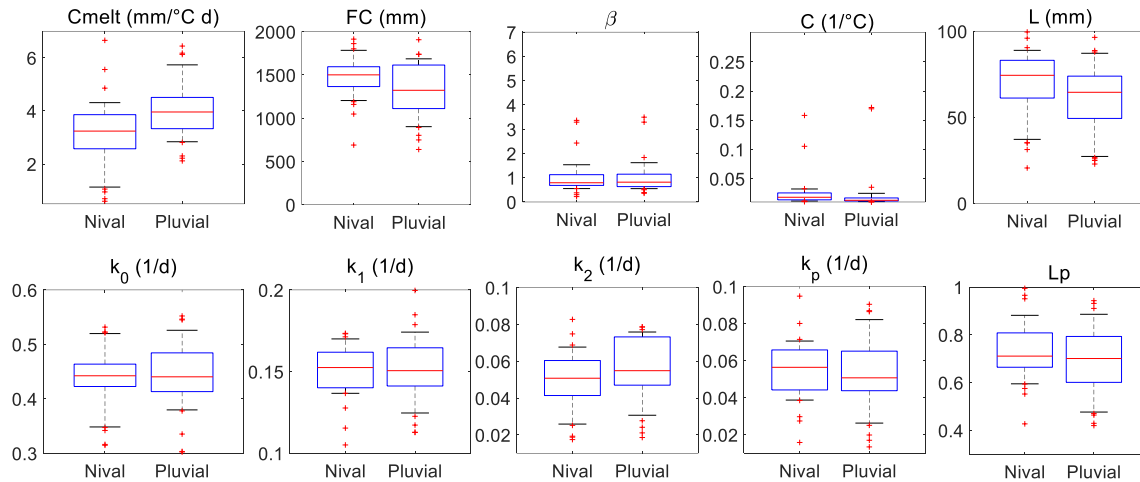 Cmelt (mm/°C d)
6
4
2
Nival Pluvial
FC (mm)
2000
1500
1000
500
0
Nival Pluvial
β
7
6
5
4
3
2
1
0
Nival Pluvial
C (1/°C)
0.25
0.15
0.05
Nival Pluvial
L (mm)
100
50
0
Nival Pluvial
k0 (1/d)
0.6
0.5
0.4
0.3
Nival Pluvial
k1 (1/d)
0.2
0.15
0.1
Nival Pluvial
k2 (1/d)
0.1
0.08
0.06
0.04
0.02
Nival Pluvial
kp (1/d)
0.1
0.08
0.06
0.04
0.02
Nival Pluvial
Lp
1
0.8
0.6
0.4
Nival Pluvial